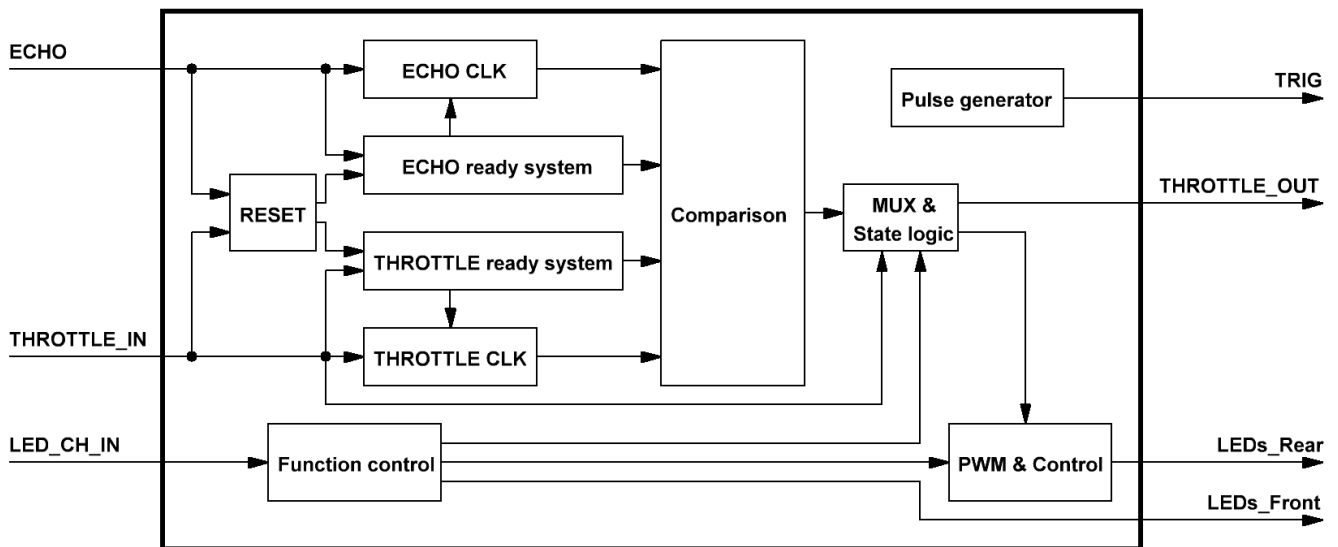 ECHO
ECHO CLK
Pulse generator
TRIG
ECHO ready system
RESET
Comparison
MUX &
State logic
THROTTLE_OUT
THROTTLE ready system
THROTTLE_IN
THROTTLE CLK
LED_CH_IN
Function control
PWM & Control
LEDs_Rear
LEDs_Front